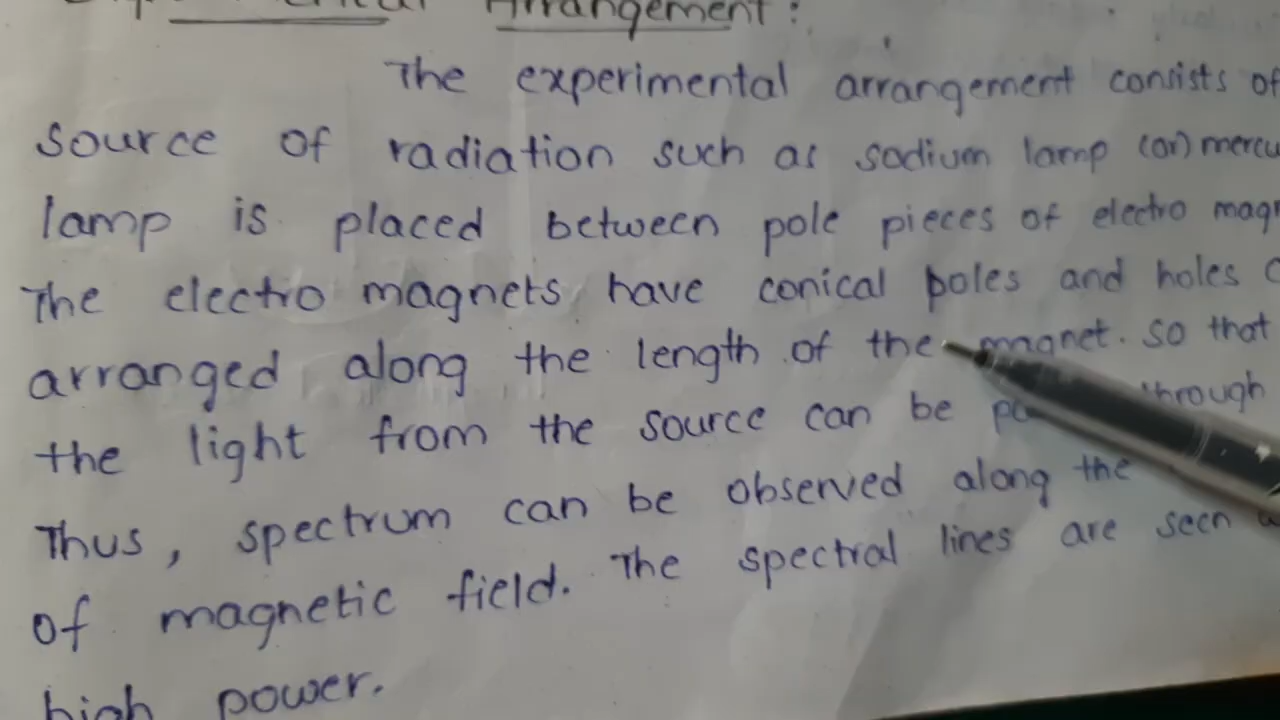 Arrangement:
The experimental arrangement consists of
source of radiation such as sodium lamp (or)
lamp is placed between pole pieces of electro
The electro magnets have conical poles and holes
arranged along the length of the magnet. so that
the light from the source can be through
Thus, spectrum can be observed along the
of magnetic field. The spectral lines are seen
high power.